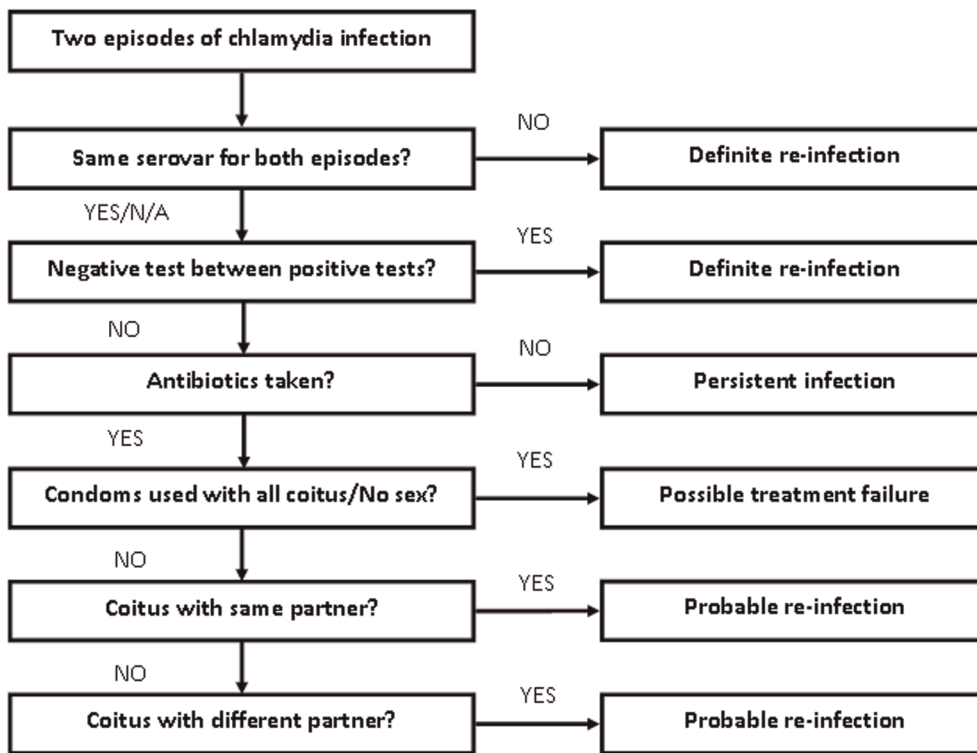 Two episodes of chlamydia infection
NO
Same serovar for both episodes?
Definite re-infection
YES/N/A
YES
Negative test between positive tests?
Definite re-infection
NO
NO
Antibiotics taken?
Persistent infection
YES
YES
Condoms used with all coitus/No sex?
Possible treatment failure
NO
YES
Coitus with same partner?
Probable re-infection
NO
YES
Coitus with different partner?
Probable re-infection